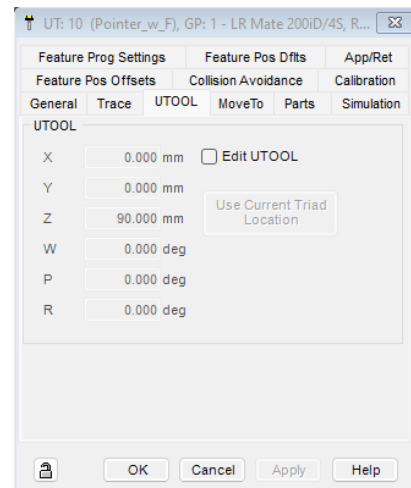 UT: 10 (Pointer_w_F), GP: 1 - LR Mate 200iD/4S, R...
Feature Prog Settings Feature Pos Dflts App/Ret
Feature Pos Offsets Collision Avoidance Calibration
General Trace UTOOL MoveTo Parts Simulation
UTOOL
X 0.000 mm Edit UTOOL
Y 0.000 mm
Use Current Triad
Z 90.000 mm
Location
W 0.000 deg
P 0.000 deg
R 0.000 deg
OK Cancel Apply Help